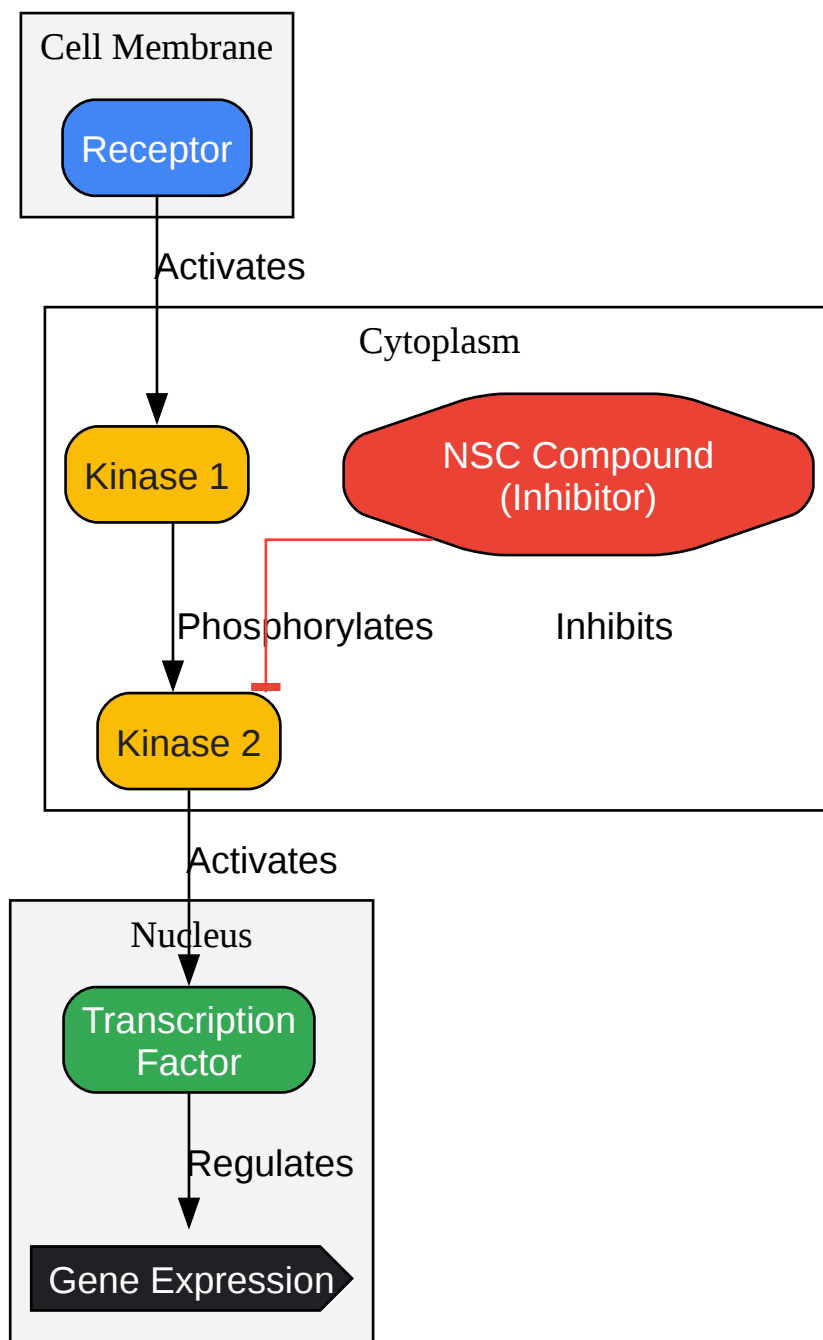 Cell Membrane
Receptor
Activates
Cytoplasm
Kinase 1
NSC Compound
(Inhibitor)
Phosphorylates
Inhibits
Kinase 2
Activates
Nucleus
Transcription
Factor
Regulates
Gene Expression